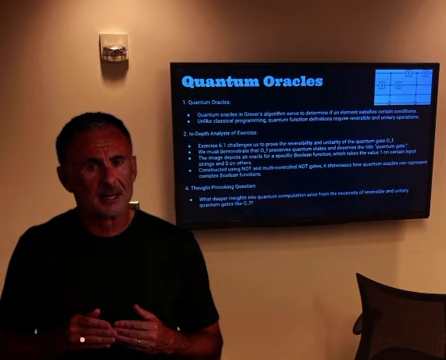 Quantum Oracles
1. Quantum Oracles:
● Quantum oracles in Grover's algorithm serve to determine if an element satisfies certain conditions.
● Unlike classical programming, quantum function definitions require reversible and unitary operations.
2. In-Depth Analysis of Exercise:
● Exercise 6.1 challenges us to prove the reversibility and unitarity of the quantum gate O_f.
● We must demonstrate that O_f preserves quantum states and deserves the title "quantum gate."
● The image depicts an oracle for a specific Boolean function, which takes the value 1 on certain input
strings and 0 on others.
● Constructed using NOT and multi-controlled NOT gates, it showcases how quantum oracles can represent
complex Boolean functions.
4. Thought-Provoking Question:
● What deeper insights into quantum computation arise from the necessity of reversible and unitary
quantum gates like O_f?